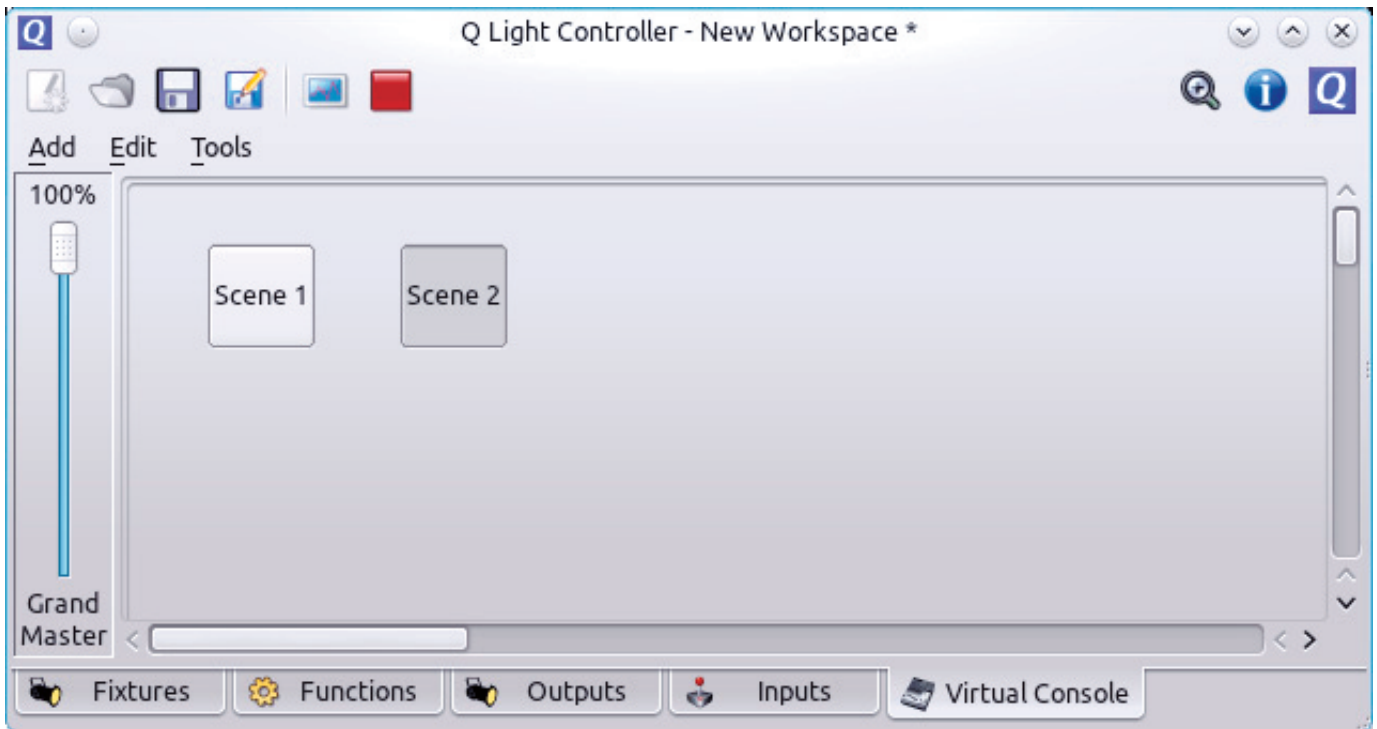 Q Q Light Controller - New Workspace *
i Q
Add Edit Tools
100%
Scene 1 Scene 2
Grand
Master
Fixtures Functions Outputs Inputs Virtual Console